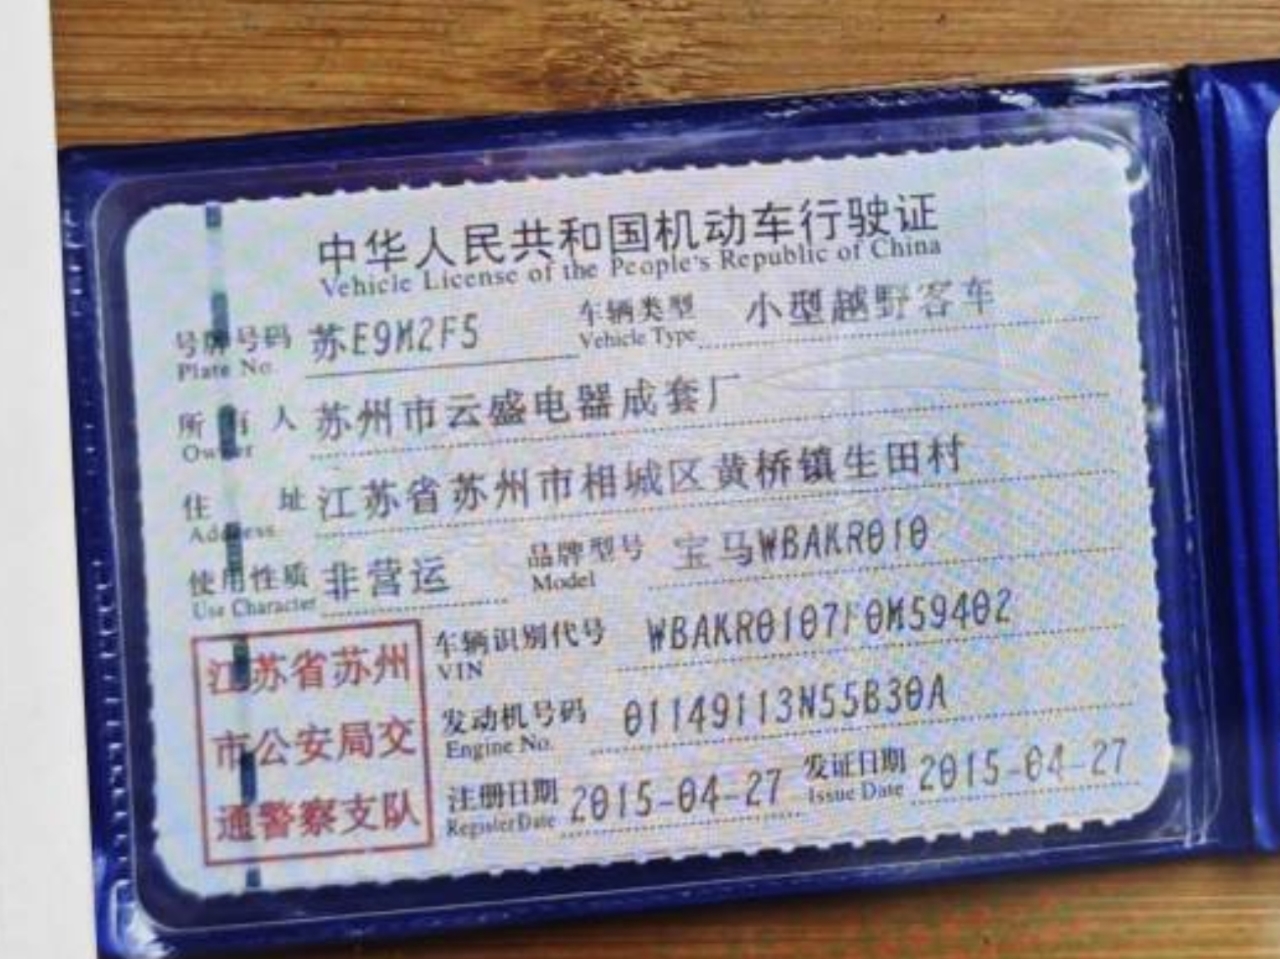 中华人民共和国机动车行驶证
Vehicle License of the People's Republic of China
号牌号码 苏E9M2F5 车辆类型 小型越野客车
Plate No. Vehicle Type
所有人 苏州市云盛电器成套厂
Owner
住址 江苏省苏州市相城区黄桥镇生田村
Address
使用性质 非营运 品牌型号 宝马WBAKR010
Use Character Model
江苏省苏州
市公安局交
通警察支队
车辆识别代号 WBAKR0107F0M59402
VIN
发动机号码 01149113N55B30A
Engine No.
注册日期 2015-04-27 发证日期 2015-04-27
Register Date Issue Date